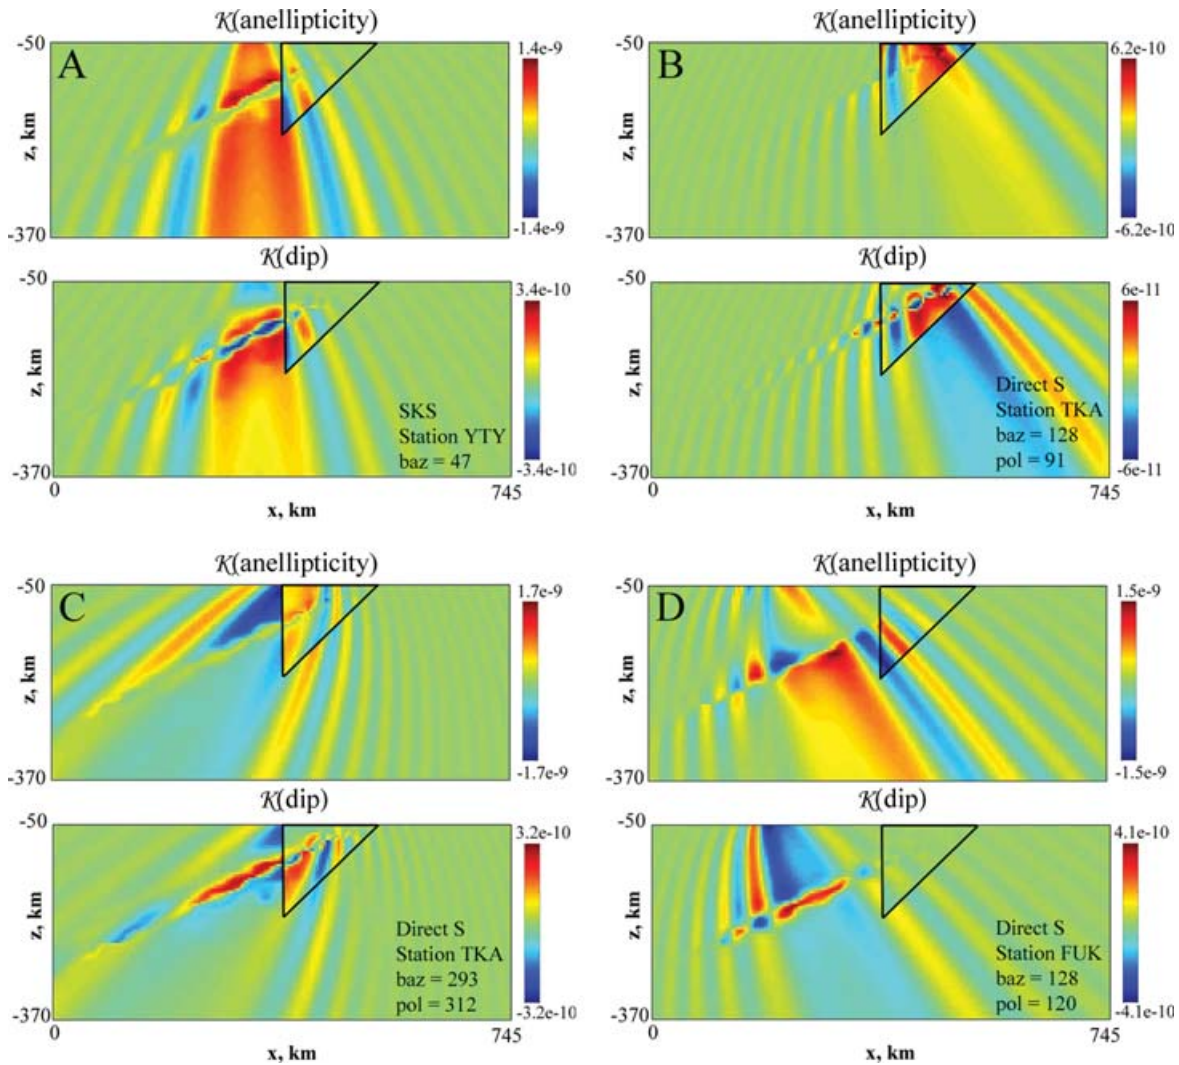 𝒦(anellipticity)
-50
A
z, km
-370
1.4e-9
-1.4e-9
𝒦(dip)
-50
z, km
-370
SKS
Station YTY
baz = 47
3.4e-10
-3.4e-10
0
745
x, km
𝒦(anellipticity)
-50
B
z, km
-370
6.2e-10
-6.2e-10
𝒦(dip)
-50
z, km
-370
Direct S
Station TKA
baz = 128
pol = 91
6e-11
-6e-11
0
745
x, km
𝒦(anellipticity)
-50
C
z, km
-370
1.7e-9
-1.7e-9
𝒦(dip)
-50
z, km
-370
Direct S
Station TKA
baz = 293
pol = 312
3.2e-10
-3.2e-10
0
745
x, km
𝒦(anellipticity)
-50
D
z, km
-370
1.5e-9
-1.5e-9
𝒦(dip)
-50
z, km
-370
Direct S
Station FUK
baz = 128
pol = 120
4.1e-10
-4.1e-10
0
745
x, km